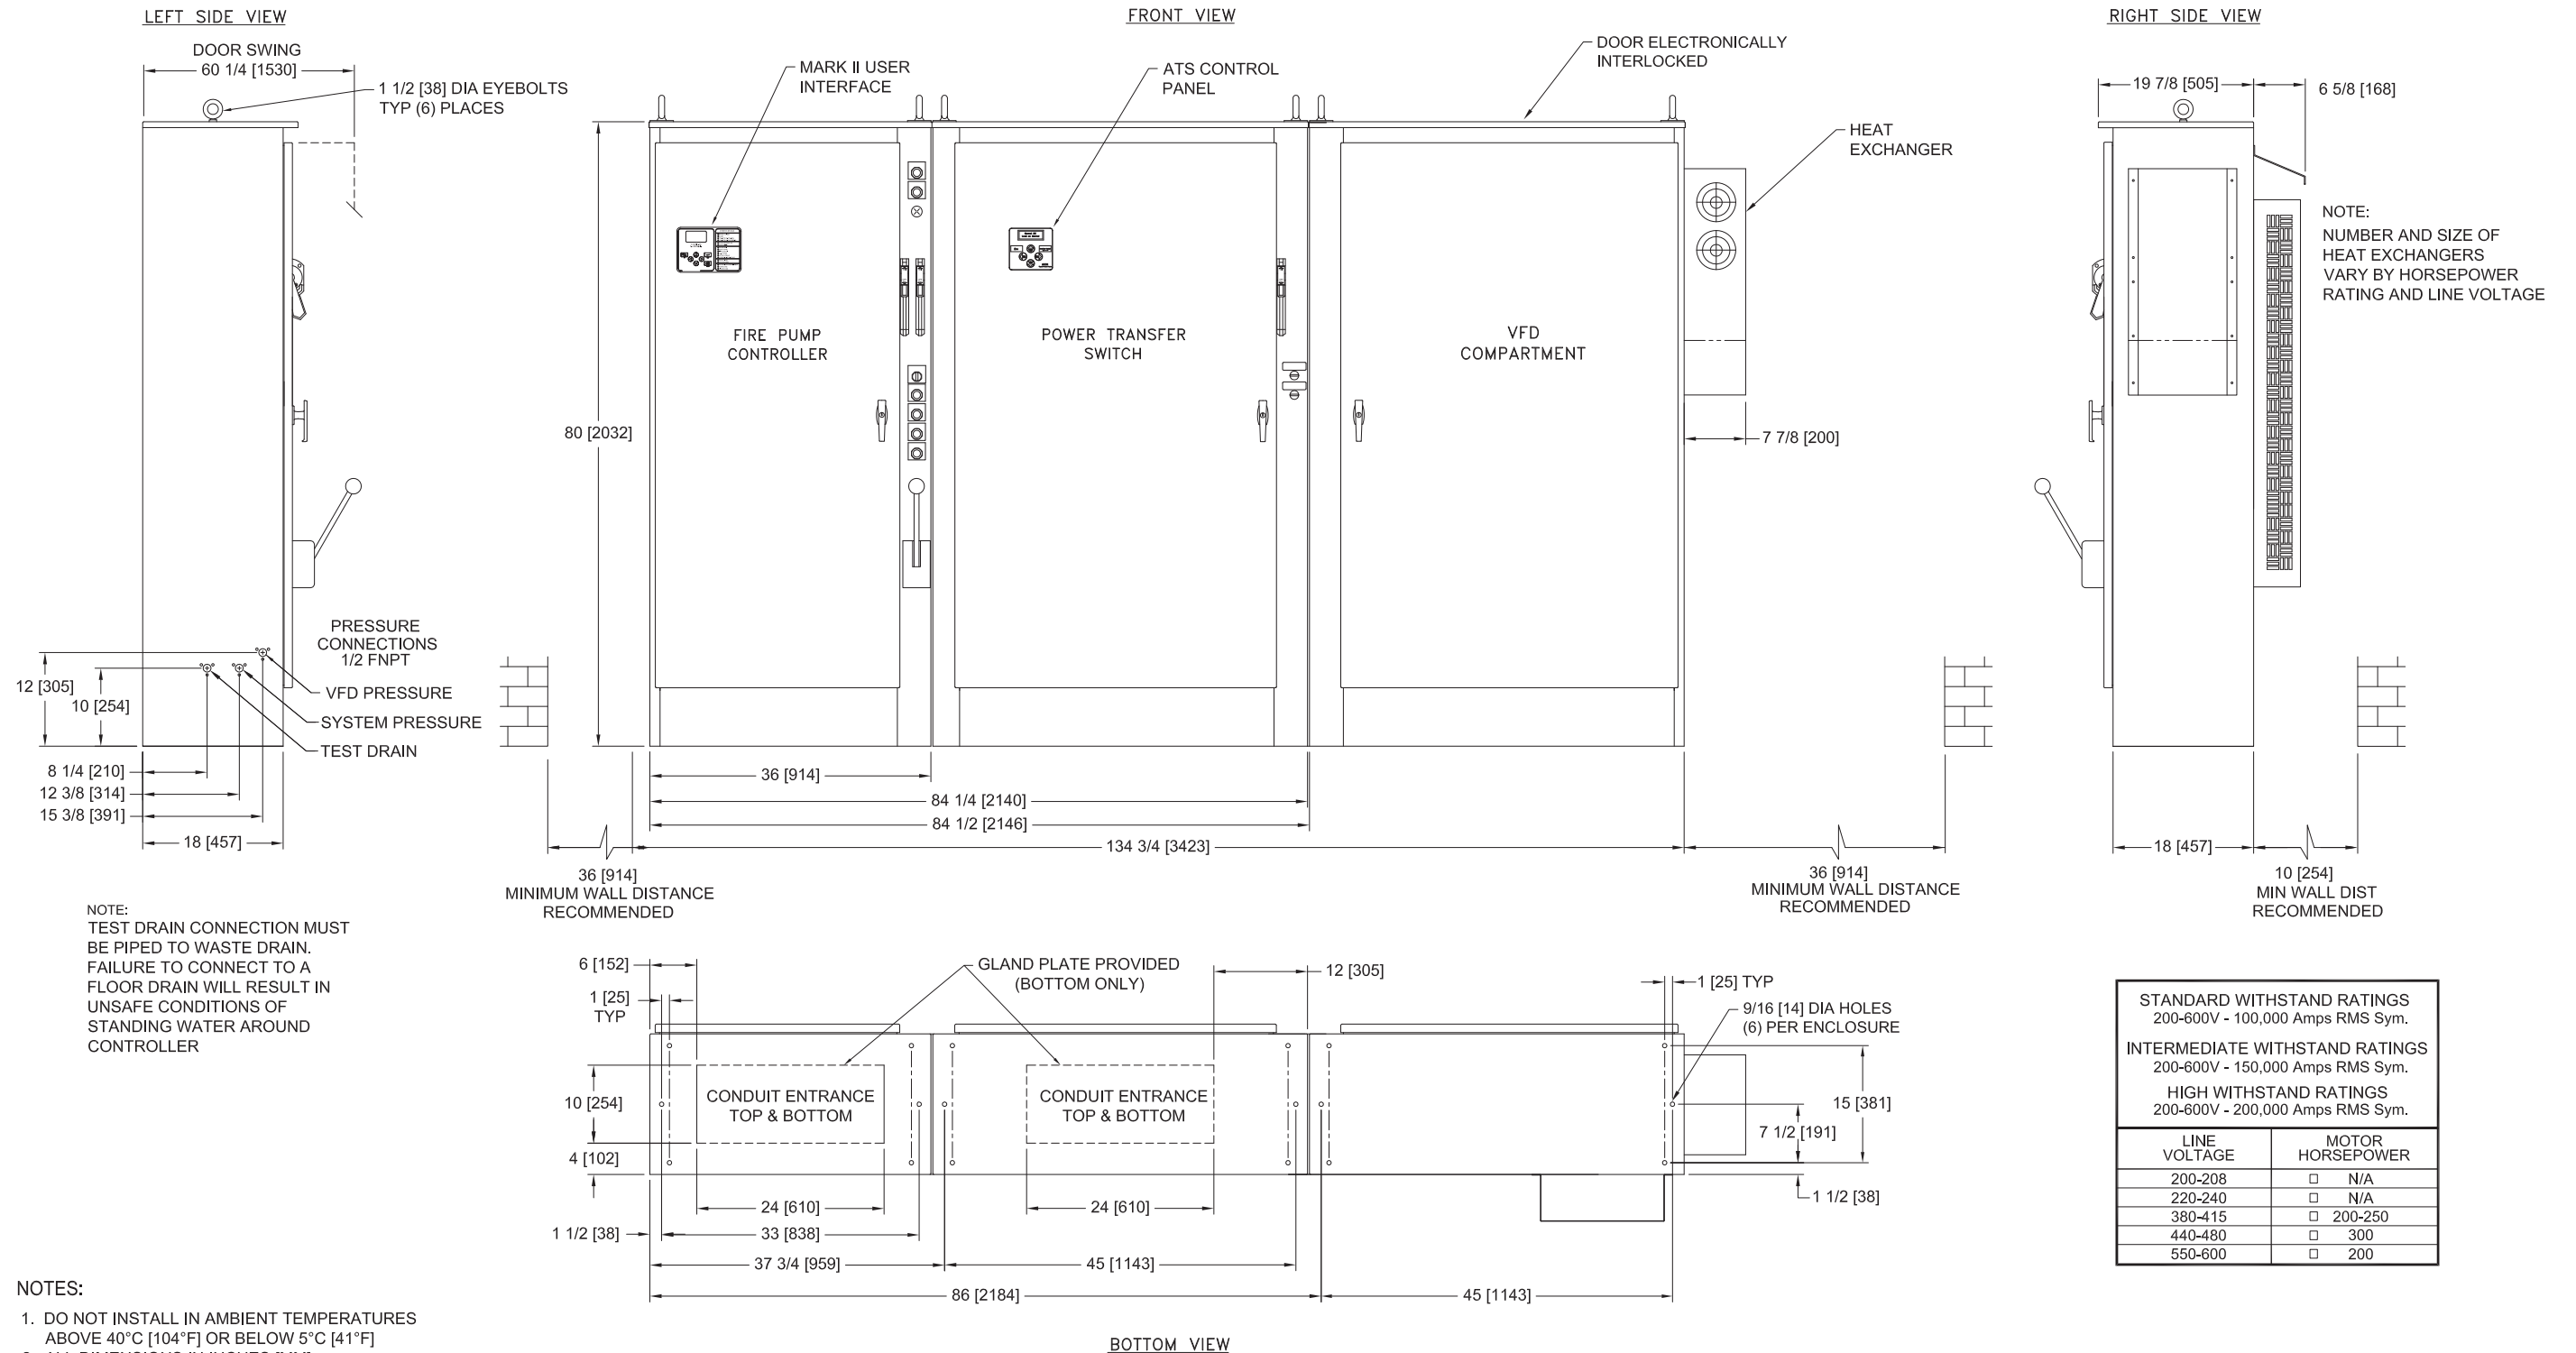 LEFT SIDE VIEW
FRONT VIEW
RIGHT SIDE VIEW
DOOR SWING
60 1/4 [1530]
1 1/2 [38] DIA EYEBOLTS
TYP (6) PLACES
MARK II USER
INTERFACE
ATS CONTROL
PANEL
DOOR ELECTRONICALLY
INTERLOCKED
HEAT
EXCHANGER
19 7/8 [505]
6 5/8 [168]
NOTE:
NUMBER AND SIZE OF
HEAT EXCHANGERS
VARY BY HORSEPOWER
RATING AND LINE VOLTAGE
FIRE PUMP
CONTROLLER
POWER TRANSFER
SWITCH
VFD
COMPARTMENT
80 [2032]
7 7/8 [200]
PRESSURE
CONNECTIONS
1/2 FNPT
12 [305]
10 [254]
VFD PRESSURE
SYSTEM PRESSURE
TEST DRAIN
8 1/4 [210]
12 3/8 [314]
15 3/8 [391]
18 [457]
36 [914]
84 1/4 [2140]
84 1/2 [2146]
134 3/4 [3423]
36 [914]
MINIMUM WALL DISTANCE
RECOMMENDED
36 [914]
MINIMUM WALL DISTANCE
RECOMMENDED
18 [457]
10 [254]
MIN WALL DIST
RECOMMENDED
NOTE:
TEST DRAIN CONNECTION MUST
BE PIPED TO WASTE DRAIN.
FAILURE TO CONNECT TO A
FLOOR DRAIN WILL RESULT IN
UNSAFE CONDITIONS OF
STANDING WATER AROUND
CONTROLLER
6 [152]
1 [25]
TYP
GLAND PLATE PROVIDED
(BOTTOM ONLY)
12 [305]
1 [25] TYP
9/16 [14] DIA HOLES
(6) PER ENCLOSURE
10 [254]
CONDUIT ENTRANCE
TOP & BOTTOM
CONDUIT ENTRANCE
TOP & BOTTOM
15 [381]
7 1/2 [191]
4 [102]
1 1/2 [38]
24 [610]
24 [610]
1 1/2 [38]
33 [838]
37 3/4 [959]
45 [1143]
86 [2184]
45 [1143]
BOTTOM VIEW
STANDARD WITHSTAND RATINGS
200-600V - 100,000 Amps RMS Sym.
INTERMEDIATE WITHSTAND RATINGS
200-600V - 150,000 Amps RMS Sym.
HIGH WITHSTAND RATINGS
200-600V - 200,000 Amps RMS Sym.
LINE VOLTAGE MOTOR HORSEPOWER
200-208 □ N/A
220-240 □ N/A
380-415 □ 200-250
440-480 □ 300
550-600 □ 200
NOTES:
1. DO NOT INSTALL IN AMBIENT TEMPERATURES
ABOVE 40°C [104°F] OR BELOW 5°C [41°F]